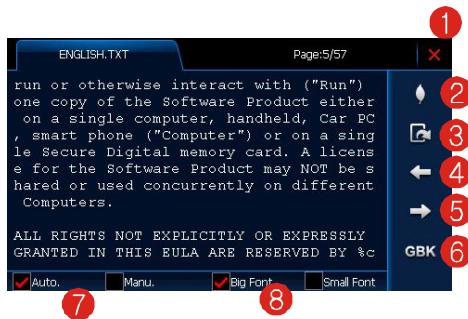 1
ENGLISH.TXT Page:5/57
run or otherwise interact with ("Run")
one copy of the Software Product either
on a single computer, handheld, Car PC
, smart phone ("Computer") or on a sing
le Secure Digital memory card. A licens
e for the Software Product may NOT be s
hared or used concurrently on different
Computers.
ALL RIGHTS NOT EXPLICITLY OR EXPRESSLY
GRANTED IN THIS EULA ARE RESERVED BY %c
2
3
4
5
GBK 6
Auto. Manu. Big Font Small Font
7 8